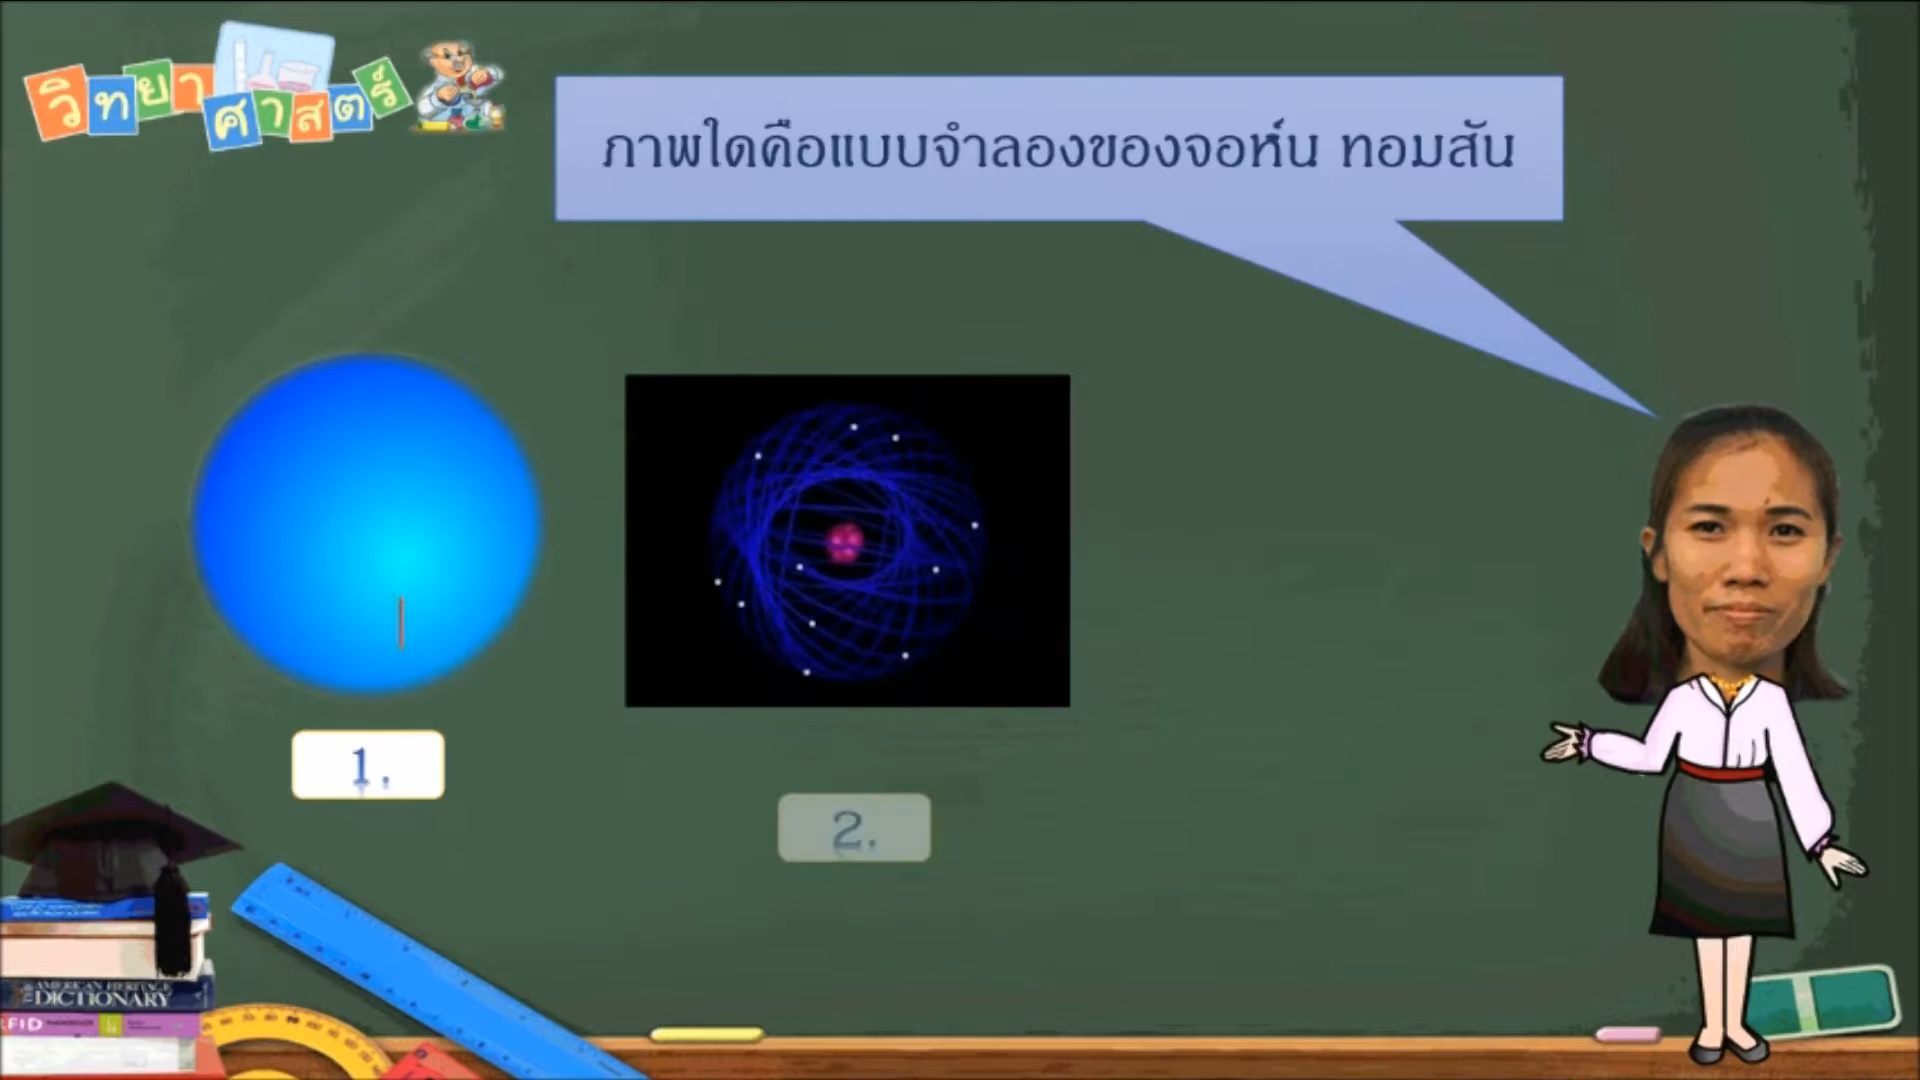 วิทยา
ศาสตร์
ภาพใดคือแบบจำลองของจอห์น ทอมสัน
1.
2.
AMERICAN HERITAGE
DICTIONARY
RFID